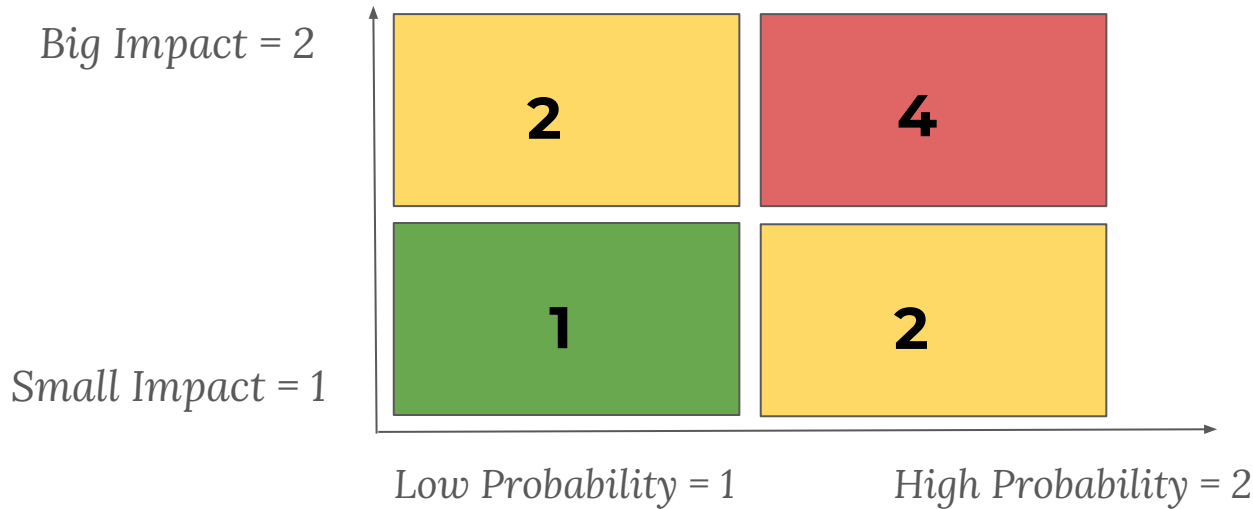 Big Impact = 2
2
4
1
2
Small Impact = 1
Low Probability = 1
High Probability = 2